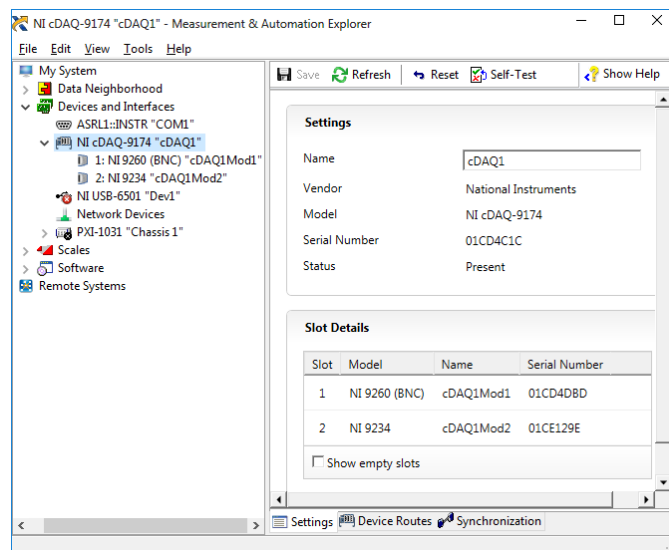 NI cDAQ-9174 "cDAQ1" - Measurement & Automation Explorer
File Edit View Tools Help
My System
Data Neighborhood
Devices and Interfaces
ASRL1::INSTR "COM1"
NI cDAQ-9174 "cDAQ1"
1: NI 9260 (BNC) "cDAQ1Mod1"
2: NI 9234 "cDAQ1Mod2"
NI USB-6501 "Dev1"
Network Devices
PXI-1031 "Chassis 1"
Scales
Software
Remote Systems
Save Refresh Reset Self-Test Show Help
Settings
Name cDAQ1
Vendor National Instruments
Model NI cDAQ-9174
Serial Number 01CD4C1C
Status Present
Slot Details
Slot Model Name Serial Number
1 NI 9260 (BNC) cDAQ1Mod1 01CD4DBD
2 NI 9234 cDAQ1Mod2 01CE129E
Show empty slots
Settings Device Routes Synchronization